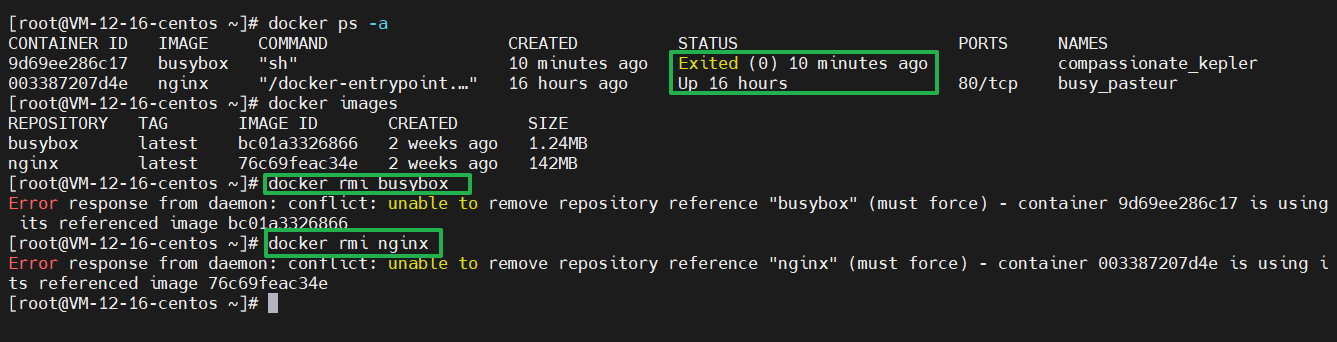 [root@VM-12-16-centos ~]# docker ps -a
CONTAINER ID   IMAGE     COMMAND                  CREATED          STATUS                      PORTS     NAMES
9d69ee286c17   busybox   "sh"                     10 minutes ago   Exited (0) 10 minutes ago             compassionate_kepler
003387207d4e   nginx     "/docker-entrypoint.…"   16 hours ago     Up 16 hours                 80/tcp    busy_pasteur
[root@VM-12-16-centos ~]# docker images
REPOSITORY   TAG       IMAGE ID       CREATED       SIZE
busybox      latest    bc01a3326866   2 weeks ago   1.24MB
nginx        latest    76c69feac34e   2 weeks ago   142MB
[root@VM-12-16-centos ~]# docker rmi busybox
Error response from daemon: conflict: unable to remove repository reference "busybox" (must force) - container 9d69ee286c17 is using
 its referenced image bc01a3326866
[root@VM-12-16-centos ~]# docker rmi nginx
Error response from daemon: conflict: unable to remove repository reference "nginx" (must force) - container 003387207d4e is using i
ts referenced image 76c69feac34e
[root@VM-12-16-centos ~]#